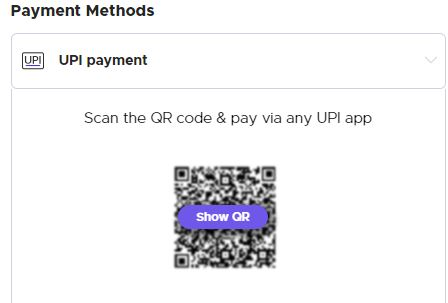 Payment Methods
UPI UPI payment
Scan the QR code & pay via any UPI app
Show QR